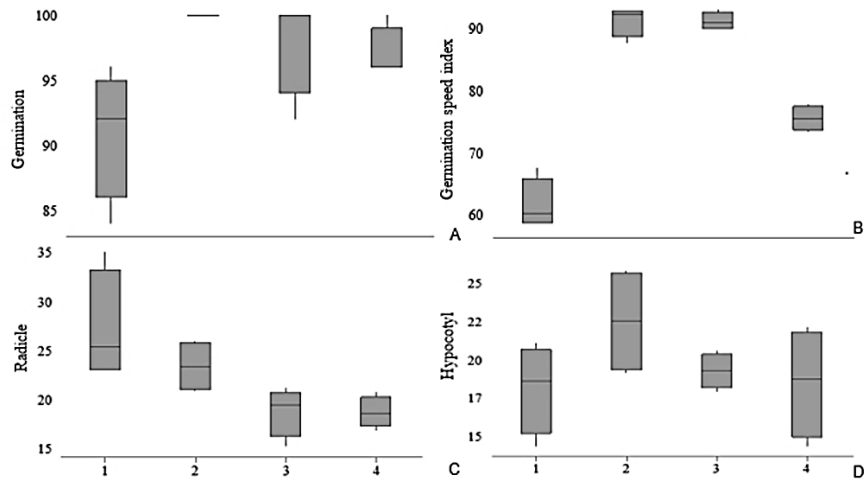 Germination
100
95
90
85
A
Germination speed index
90
80
70
60
B
Radicle
35
30
25
20
15
1 2 3 4
C
Hypocotyl
25
22
20
17
15
1 2 3 4
D